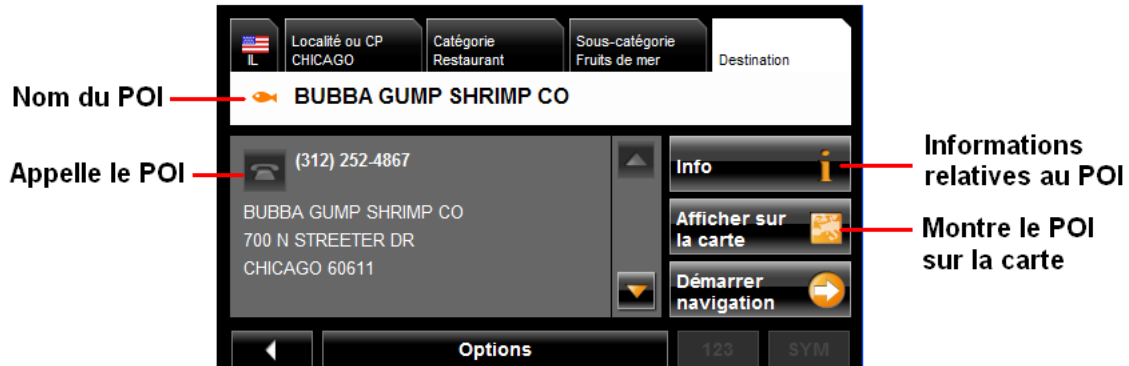 IL
Localité ou CP
CHICAGO
Catégorie
Restaurant
Sous-catégorie
Fruits de mer
Destination
Nom du POI
BUBBA GUMP SHRIMP CO
Appelle le POI
(312) 252-4867
BUBBA GUMP SHRIMP CO
700 N STREETER DR
CHICAGO 60611
Info
Informations
relatives au POI
Afficher sur
la carte
Montre le POI
sur la carte
Démarrer
navigation
Options
123
SYM